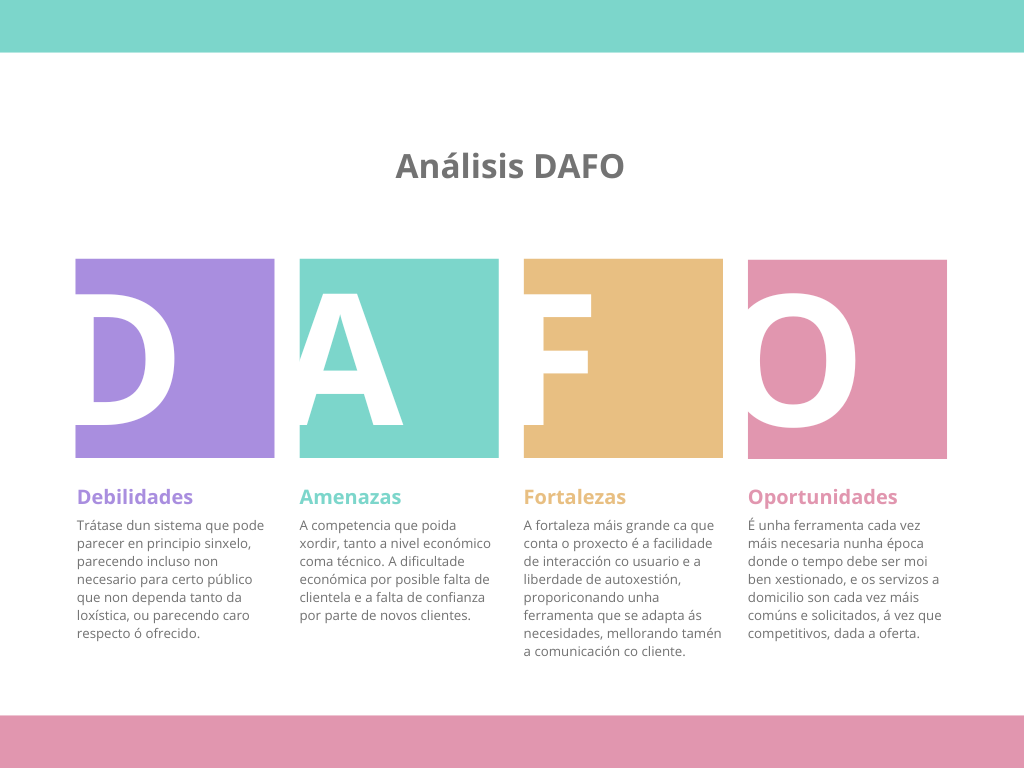 Análisis DAFO
D
A
F
O
Debilidades
Trátase dun sistema que pode
parecer en principio sinxelo,
parecendo incluso non
necesario para certo público
que non dependa tanto da
loxística, ou parecendo caro
respecto ó ofrecido.
Amenazas
A competencia que poida
xordir, tanto a nivel económico
coma técnico. A dificultade
económica por posible falta de
clientela e a falta de confianza
por parte de novos clientes.
Fortalezas
A fortaleza máis grande ca que
conta o proxecto é a facilidade
de interacción co usuario e a
liberdade de autoxestión,
proporiconando unha
ferramenta que se adapta ás
necesidades, mellorando tamén
a comunicación co cliente.
Oportunidades
É unha ferramenta cada vez
máis necesaria nunha época
donde o tempo debe ser moi
ben xestionado, e os servizos a
domicilio son cada vez máis
comúns e solicitados, á vez que
competitivos, dada a oferta.